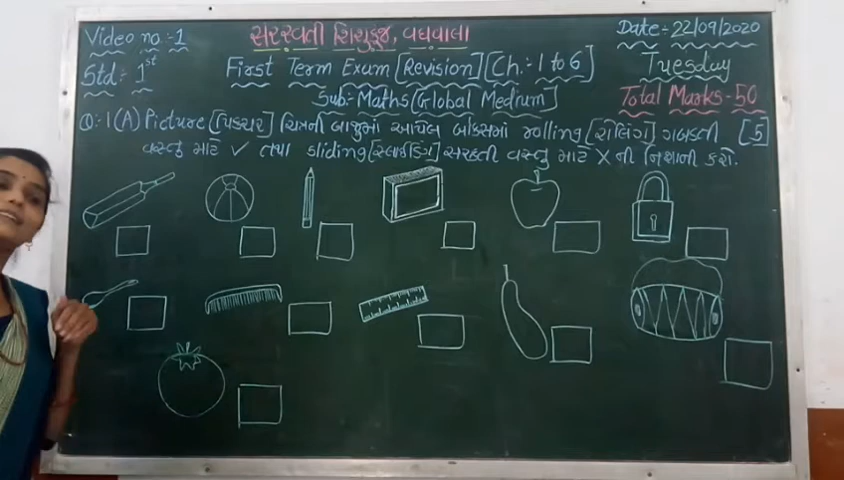 Video no :- 1
સરસ્વતી શિશુકુંજ, વઘવાલા
Date:- 22/09/2020
Std:- 1st
First Term Exam [Revision] [Ch.:- 1 to 6]
Tuesday
Sub:- Maths (Global Medium]
Total Marks - 50
Q:-1 (A) Picture [પિક્ચર] ચિત્રની બાજુમાં આપેલ બોક્સમાં rolling [રોલિંગ] ગબડતી [5]
વસ્તુ માટે ✓ તથા sliding [સ્લાઈડિંગ] સરકતી વસ્તુ માટે X ની નિશાની કરો.